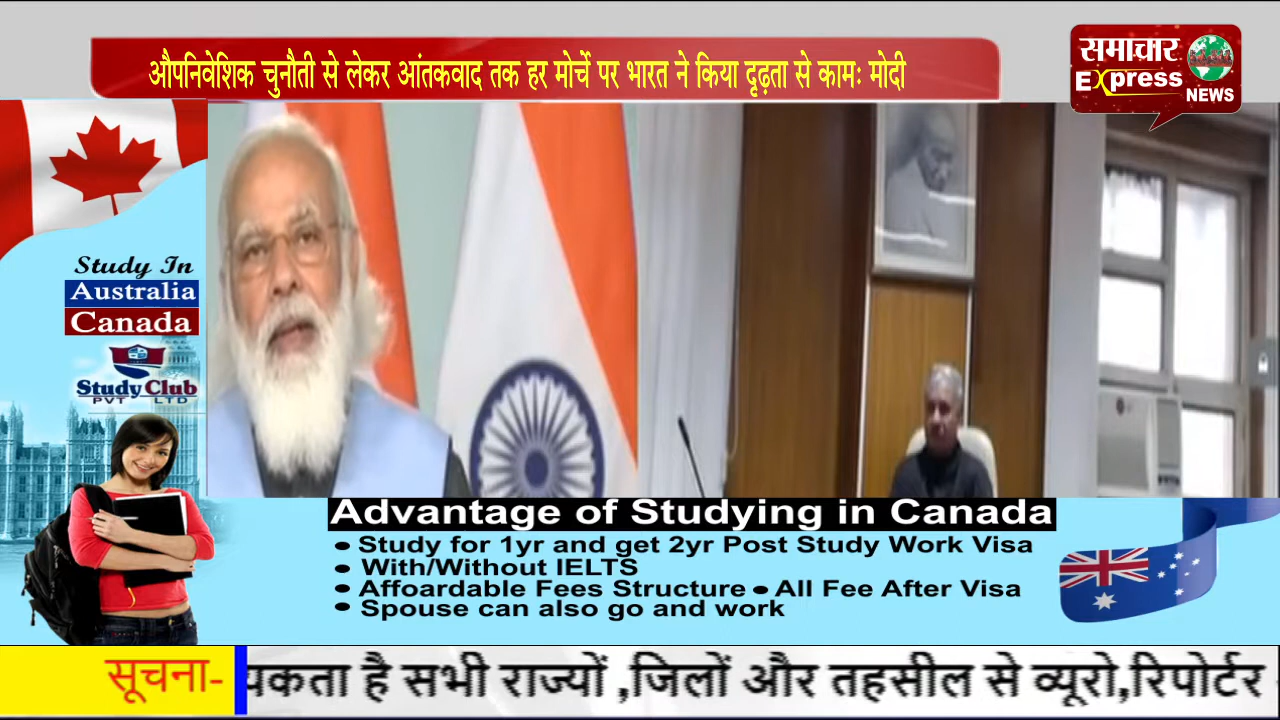 औपनिवेशिक चुनौती से लेकर आंतकवाद तक हर मोर्चे पर भारत ने किया दृढ़ता से कामः मोदी
समाचार
Express
NEWS
Study In
Australia
Canada
Study Club
PVT LTD
Advantage of Studying in Canada
• Study for 1yr and get 2yr Post Study Work Visa
• With/Without IELTS
• Affoardable Fees Structure • All Fee After Visa
• Spouse can also go and work
सूचना- यकता है सभी राज्यों ,जिलों और तहसील से व्यूरो,रिपोर्टर